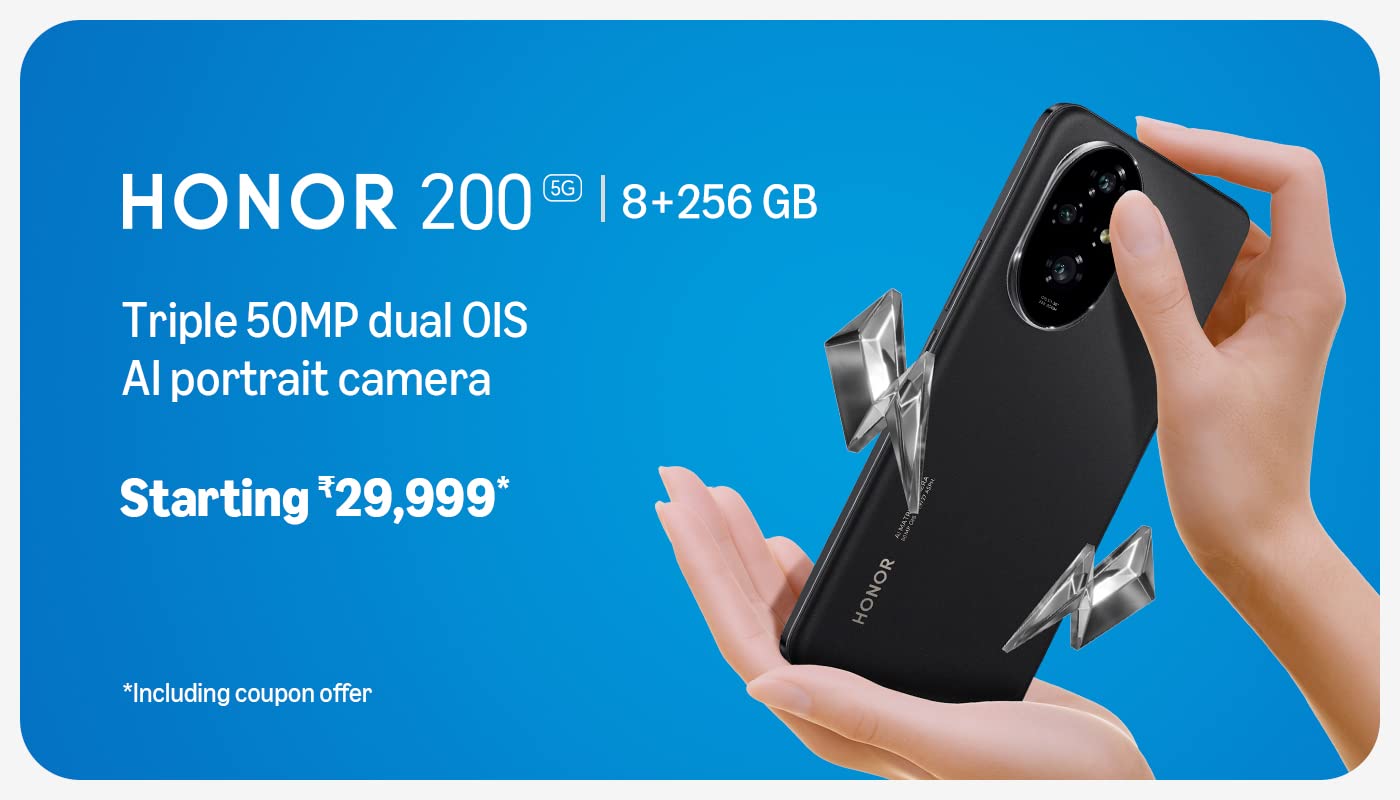 HONOR 200 5G | 8+256 GB
Triple 50MP dual OIS
AI portrait camera
Starting ₹29,999*
*Including coupon offer
HONOR